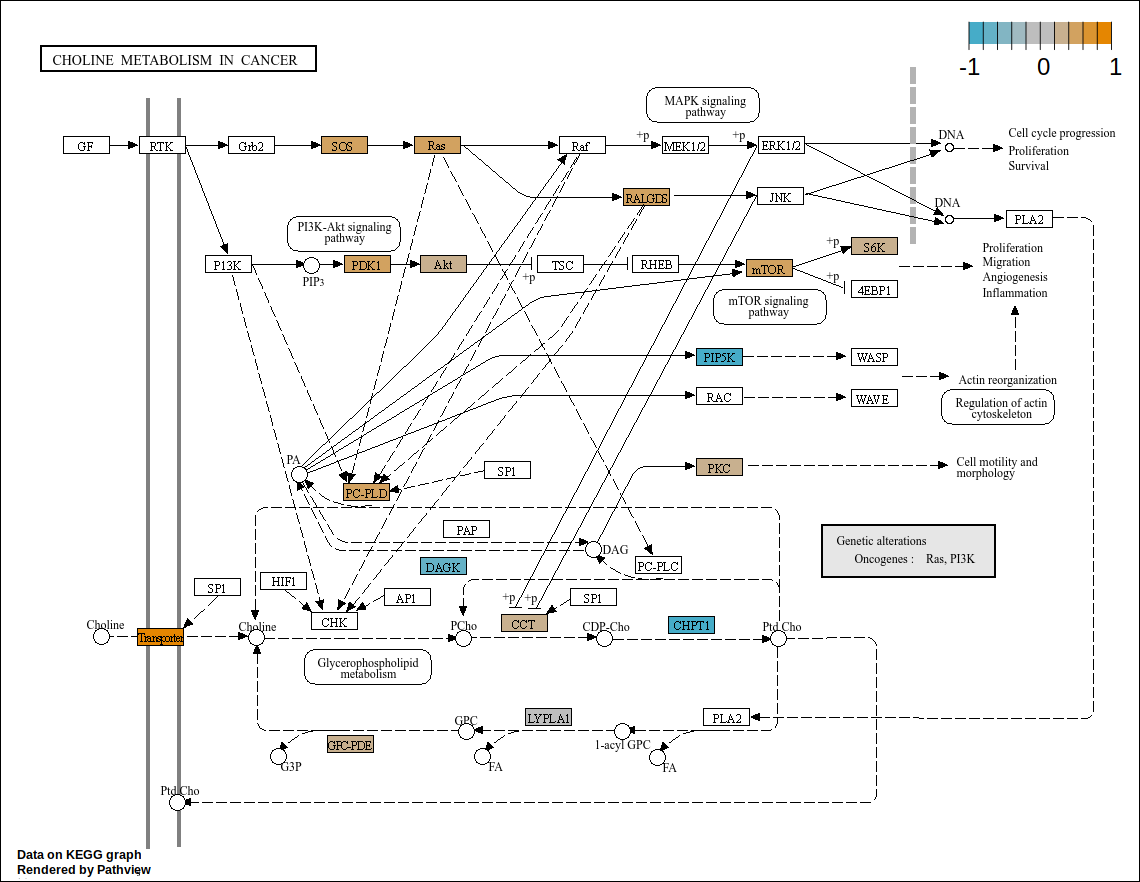 -1 0 1
CHOLINE METABOLISM IN CANCER
MAPK signaling
pathway
GF
RTK
Grb2
SOS
Ras
Raf
+p
MEK1/2
+p
ERK1/2
DNA
Cell cycle progression
Proliferation
Survival
RALGDS
JNK
DNA
PLA2
PI3K-Akt signaling
pathway
P13K
PIP3
PDK1
Akt
+p
TSC
RHEB
mTOR
+p
S6K
+p
4EBP1
Proliferation
Migration
Angiogenesis
Inflammation
mTOR signaling
pathway
PIP5K
WASP
RAC
WAVE
Actin reorganization
Regulation of actin
cytoskeleton
PA
SP1
PKC
Cell motility and
morphology
PC-PLD
PAP
DAG
DAGK
PC-PLC
Genetic alterations
Oncogenes : Ras, PI3K
SP1
HIF1
AP1
+p
+p
SP1
Choline
Transporter
Choline
CHK
PCho
CCT
CDP-Cho
CHPT1
Ptd Cho
Glycerophospholipid
metabolism
GPC
LYPLA1
PLA2
GFC-PDE
1-acyl GPC
G3P
FA
FA
Ptd Cho
Data on KEGG graph
Rendered by Pathview